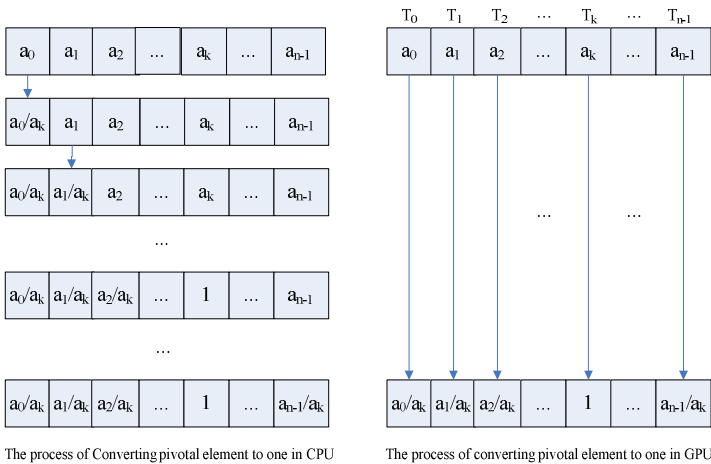 a0 a1 a2 ... ak ... an-1
a0/ak a1 a2 ... ak ... an-1
a0/ak a1/ak a2 ... ak ... an-1
...
a0/ak a1/ak a2/ak ... 1 ... an-1
...
a0/ak a1/ak a2/ak ... 1 ... an-1/ak
The process of Converting pivotal element to one in CPU
T0 T1 T2 ... Tk ... Tn-1
a0 a1 a2 ... ak ... an-1
... ...
a0/ak a1/ak a2/ak ... 1 ... an-1/ak
The process of converting pivotal element to one in GPU